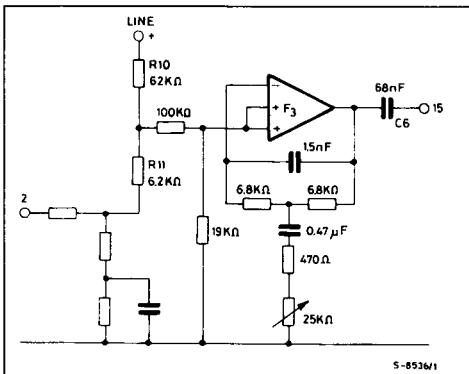 LINE
+
R10
62KΩ
100KΩ
R11
6.2KΩ
2
19KΩ
-
+
+
F3
68nF
C6
15
1.5nF
6.8KΩ
6.8KΩ
0.47µF
470Ω
25KΩ
S-8536/1